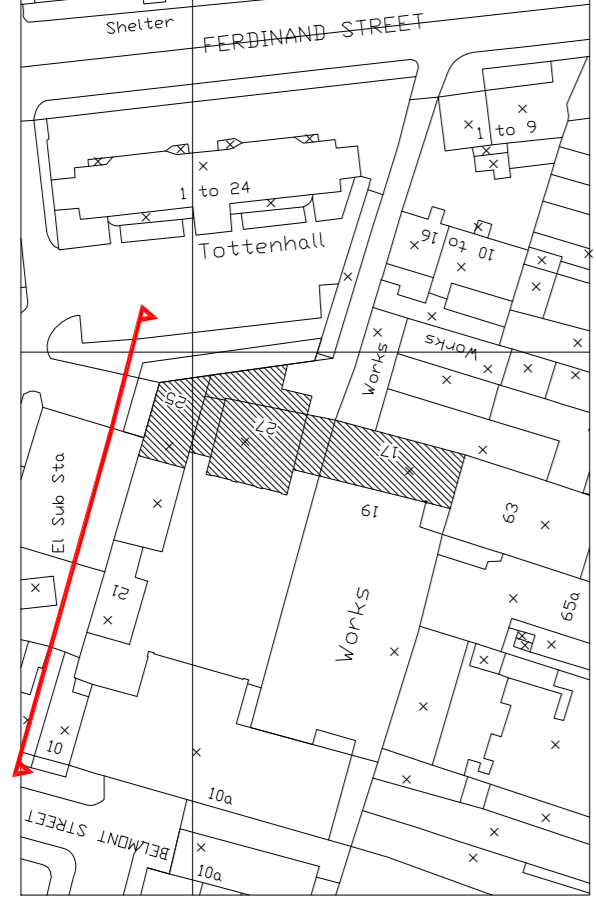 Shelter
FERDINAND STREET
1 to 9
1 to 24
Tottenhall
10 to 16
Works
Works
25
27
17
19
El Sub Sta
63
21
65a
Works
10
10a
BELMONT STREET
10a